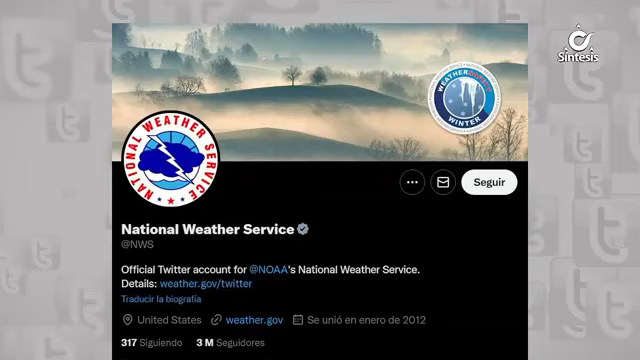 Síntesis
WEATHER-READY NATION
WINTER
NATIONAL WEATHER SERVICE
Seguir
National Weather Service
@NWS
Official Twitter account for @NOAA's National Weather Service.
Details: weather.gov/twitter
Traducir la biografía
United States weather.gov Se unió en enero de 2012
317 Siguiendo 3 M Seguidores